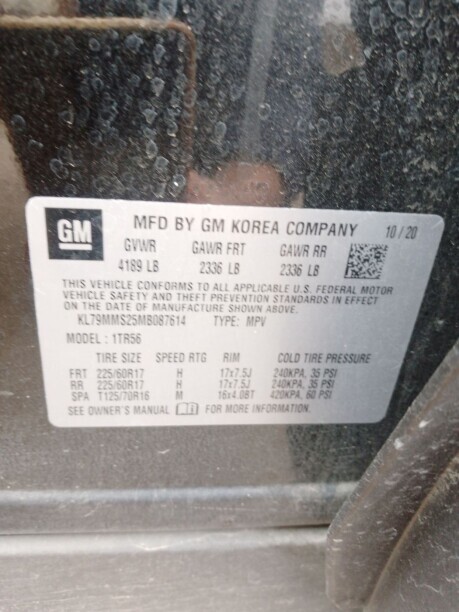 GM
MFD BY GM KOREA COMPANY 10/20
GVWR GAWR FRT GAWR RR
4189 LB 2336 LB 2336 LB
THIS VEHICLE CONFORMS TO ALL APPLICABLE U.S. FEDERAL MOTOR
VEHICLE SAFETY AND THEFT PREVENTION STANDARDS IN EFFECT
ON THE DATE OF MANUFACTURE SHOWN ABOVE.
KL79MMS25MB087614 TYPE: MPV
MODEL: 1TR56
TIRE SIZE SPEED RTG RIM COLD TIRE PRESSURE
FRT 225/60R17 H 17x7.5J 240KPA, 35 PSI
RR 225/60R17 H 17x7.5J 240KPA, 35 PSI
SPA T125/70R16 M 16x4.0BT 420KPA, 60 PSI
SEE OWNER'S MANUAL FOR MORE INFORMATION.